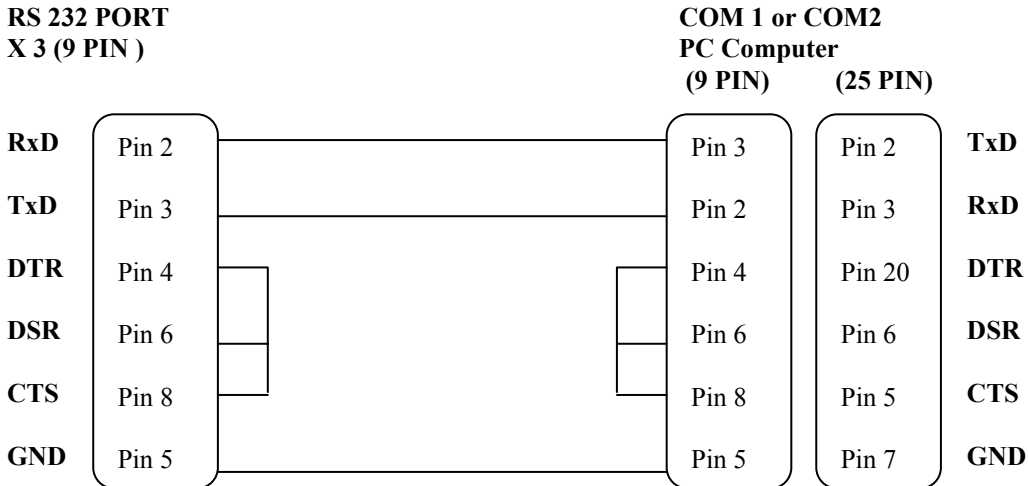 RS 232 PORT COM 1 or COM2
X 3 (9 PIN ) PC Computer
(9 PIN) (25 PIN)
RxD Pin 2 Pin 3 Pin 2 TxD
TxD Pin 3 Pin 2 Pin 3 RxD
DTR Pin 4 Pin 4 Pin 20 DTR
DSR Pin 6 Pin 6 Pin 6 DSR
CTS Pin 8 Pin 8 Pin 5 CTS
GND Pin 5 Pin 5 Pin 7 GND